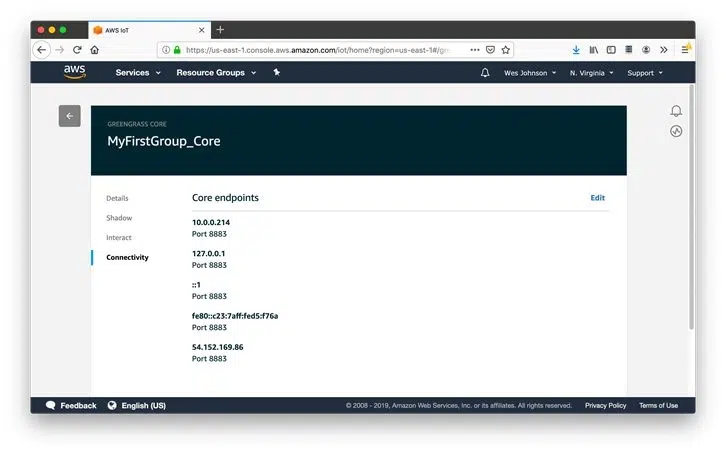 AWS IoT
https://us-east-1.console.aws.amazon.com/iot/home?region=us-east-1#/gr
aws
Services
Resource Groups
Wes Johnson
N. Virginia
Support
GREENGRASS CORE
MyFirstGroup_Core
Details
Shadow
Interact
Connectivity
Core endpoints
Edit
10.0.0.214
Port 8883
127.0.0.1
Port 8883
::1
Port 8883
fe80::c23:7aff:fed5:f76a
Port 8883
54.152.169.86
Port 8883
Feedback
English (US)
© 2008 - 2019, Amazon Web Services, Inc. or its affiliates. All rights reserved.
Privacy Policy
Terms of Use